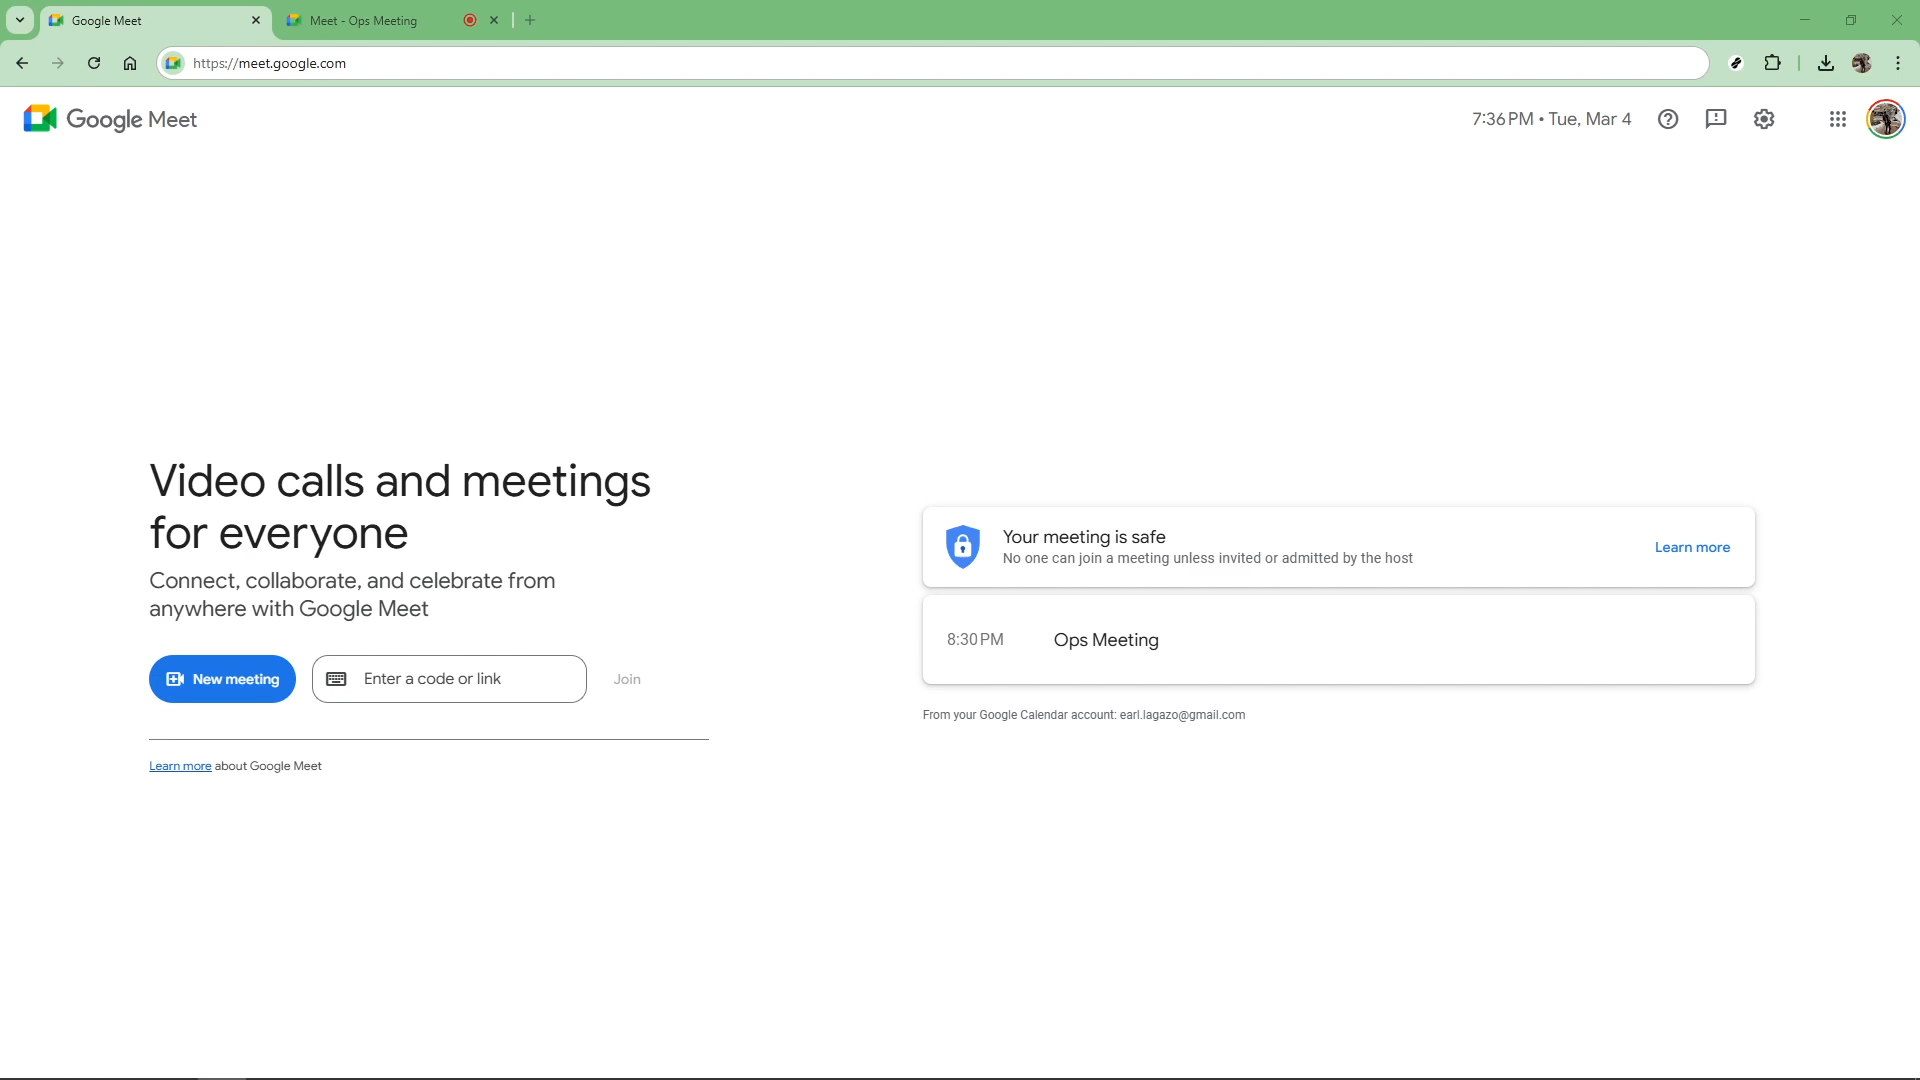 Google Meet
Meet - Ops Meeting
https://meet.google.com
Google Meet
7:36 PM • Tue, Mar 4
Video calls and meetings
for everyone
Connect, collaborate, and celebrate from
anywhere with Google Meet
New meeting
Enter a code or link
Join
Learn more about Google Meet
Your meeting is safe
No one can join a meeting unless invited or admitted by the host
Learn more
8:30 PM
Ops Meeting
From your Google Calendar account: earl.lagazo@gmail.com